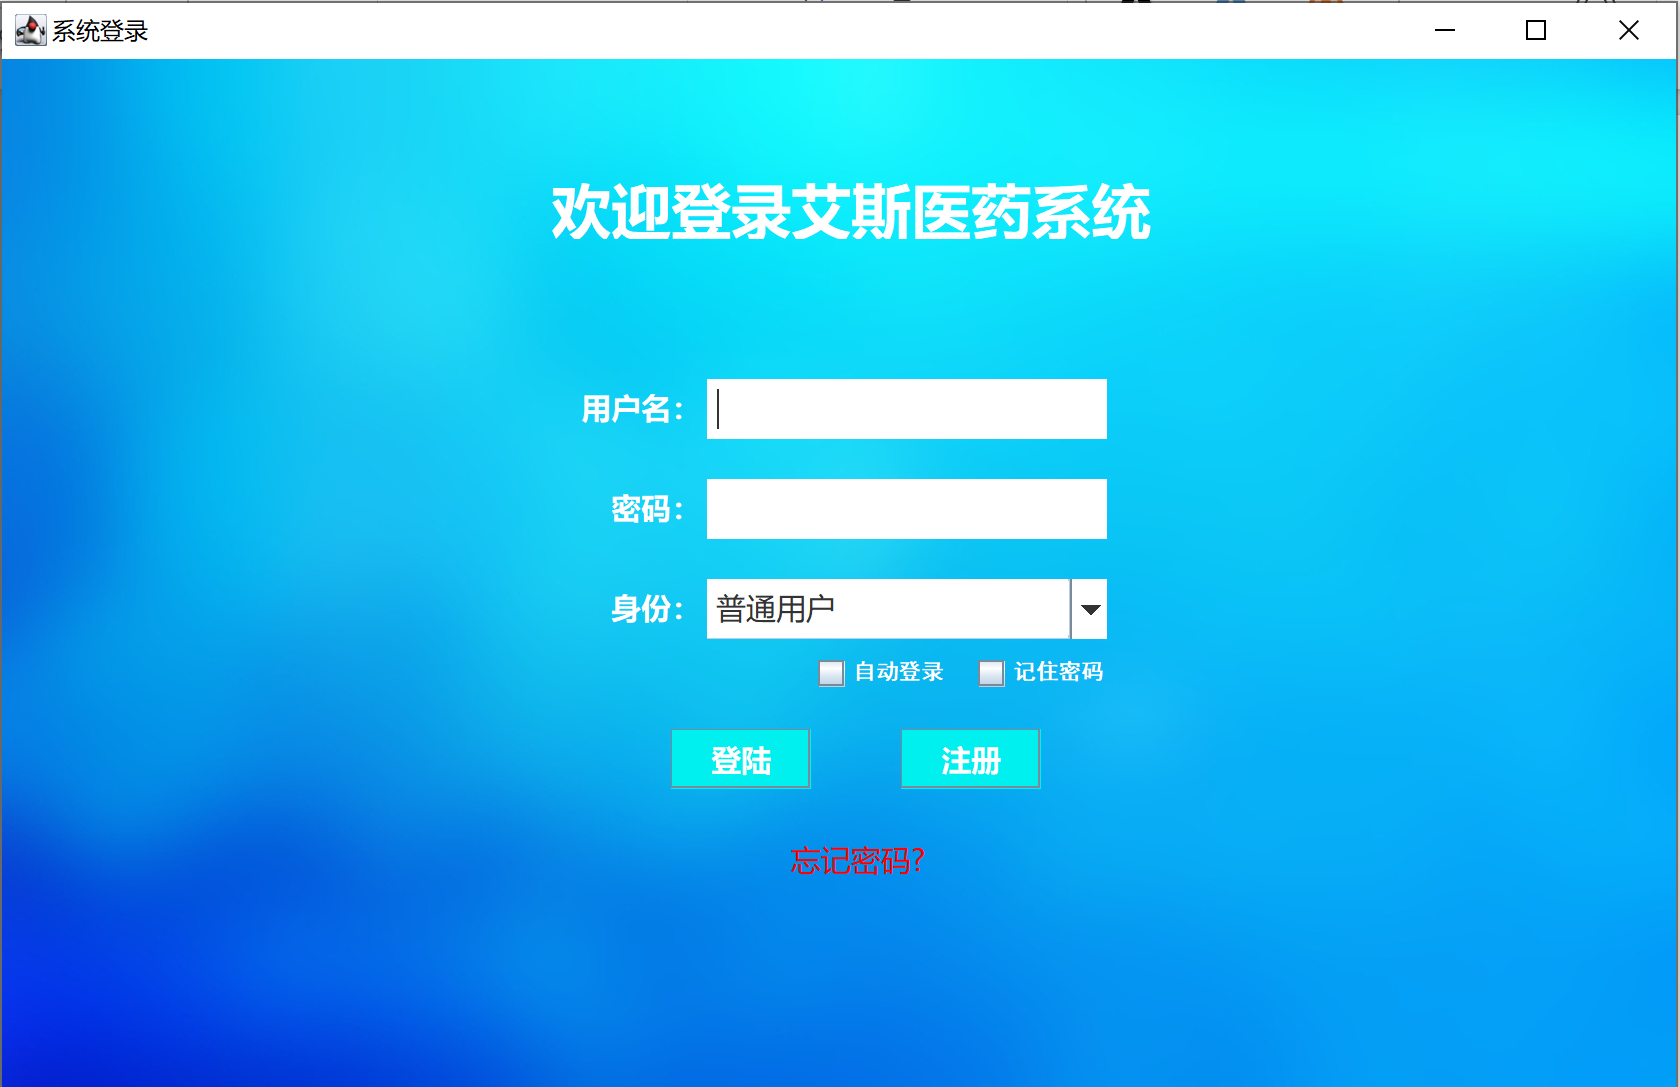 系统登录
欢迎登录艾斯医药系统
用户名：
密码：
身份： 普通用户
自动登录 记住密码
登陆 注册
忘记密码?